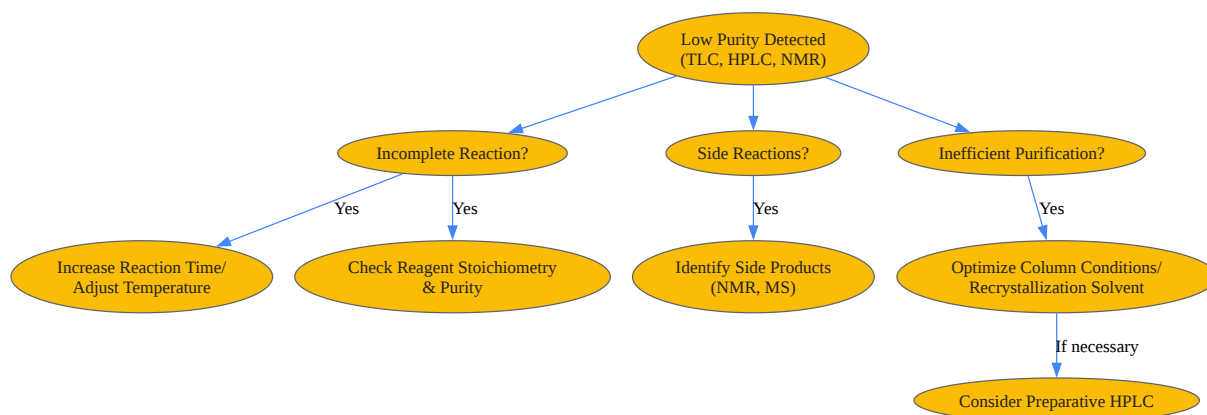 Low Purity Detected
(TLC, HPLC, NMR)
Incomplete Reaction?
Side Reactions?
Inefficient Purification?
Yes
Yes
Yes
Yes
Increase Reaction Time/
Adjust Temperature
Check Reagent Stoichiometry
& Purity
Identify Side Products
(NMR, MS)
Optimize Column Conditions/
Recrystallization Solvent
If necessary
Consider Preparative HPLC